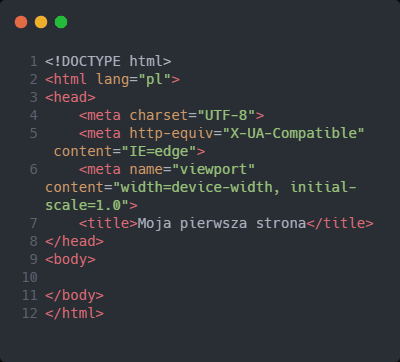 1 <!DOCTYPE html>
2 <html lang="pl">
3 <head>
4     <meta charset="UTF-8">
5     <meta http-equiv="X-UA-Compatible"
 content="IE=edge">
6     <meta name="viewport"
content="width=device-width, initial-
scale=1.0">
7     <title>Moja pierwsza strona</title>
8 </head>
9 <body>
10
11 </body>
12 </html>